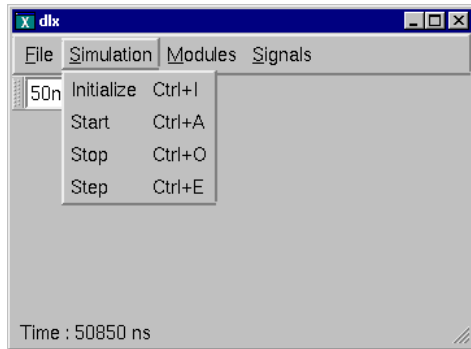 dlx
File Simulation Modules Signals
50n
Initialize Ctrl+I
Start Ctrl+A
Stop Ctrl+O
Step Ctrl+E
Time : 50850 ns